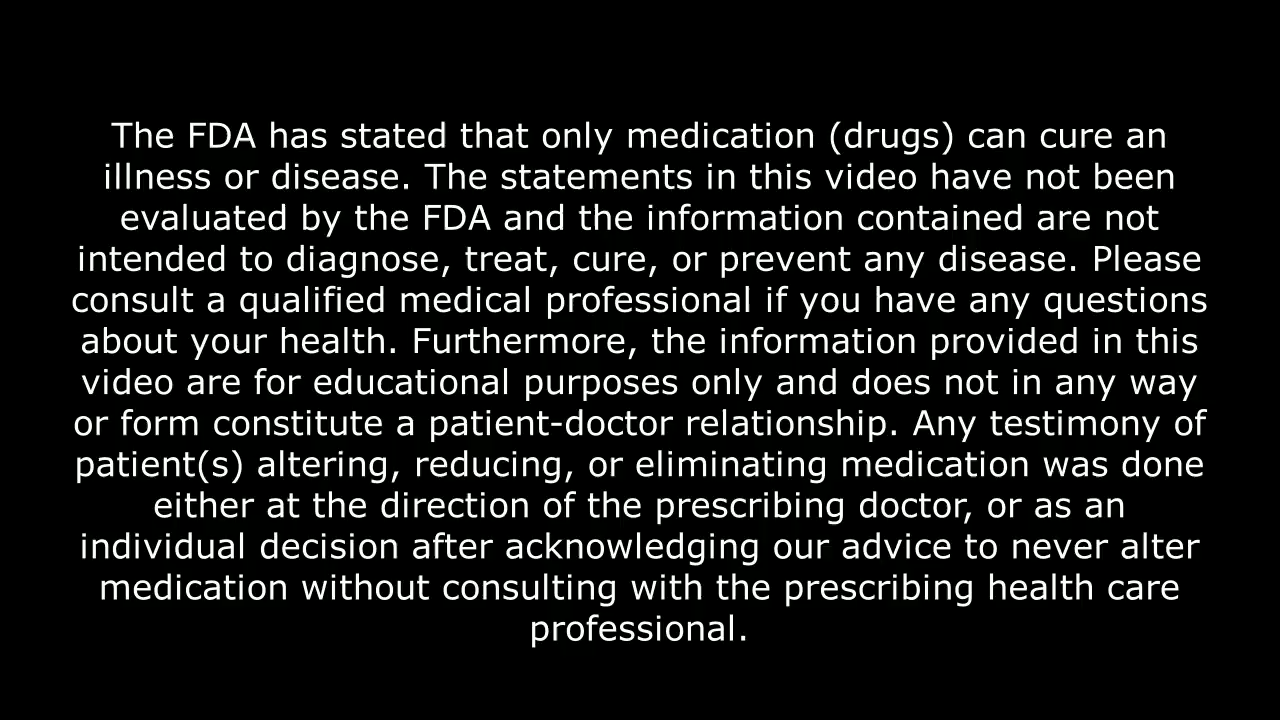 The FDA has stated that only medication (drugs) can cure an
illness or disease. The statements in this video have not been
evaluated by the FDA and the information contained are not
intended to diagnose, treat, cure, or prevent any disease. Please
consult a qualified medical professional if you have any questions
about your health. Furthermore, the information provided in this
video are for educational purposes only and does not in any way
or form constitute a patient-doctor relationship. Any testimony of
patient(s) altering, reducing, or eliminating medication was done
either at the direction of the prescribing doctor, or as an
individual decision after acknowledging our advice to never alter
medication without consulting with the prescribing health care
professional.